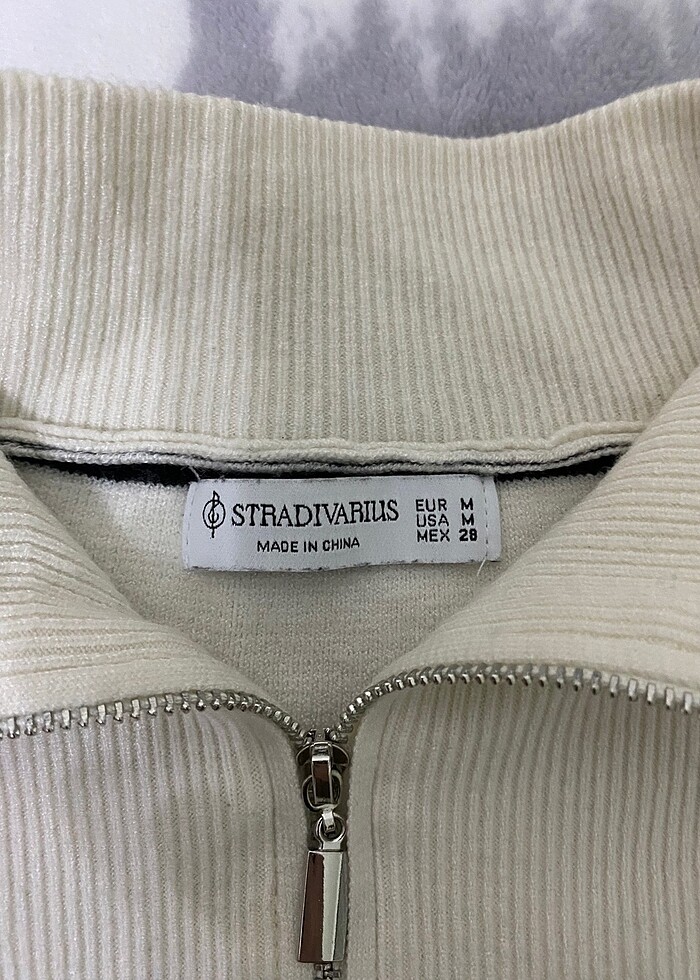 STRADIVARIUS
MADE IN CHINA
EUR M
USA M
MEX 28